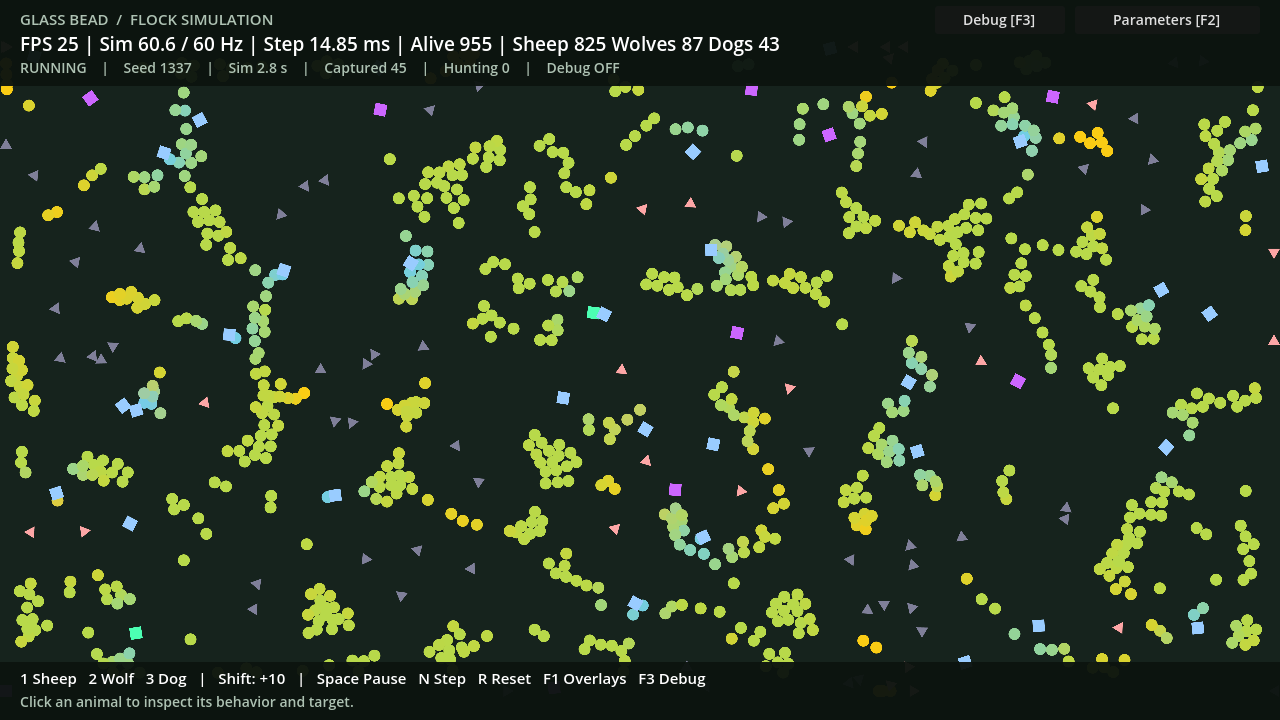 GLASS BEAD / FLOCK SIMULATION
Debug [F3]
Parameters [F2]
FPS 25 | Sim 60.6 / 60 Hz | Step 14.85 ms | Alive 955 | Sheep 825 Wolves 87 Dogs 43
RUNNING | Seed 1337 | Sim 2.8 s | Captured 45 | Hunting 0 | Debug OFF
1 Sheep 2 Wolf 3 Dog | Shift: +10 | Space Pause N Step R Reset F1 Overlays F3 Debug
Click an animal to inspect its behavior and target.